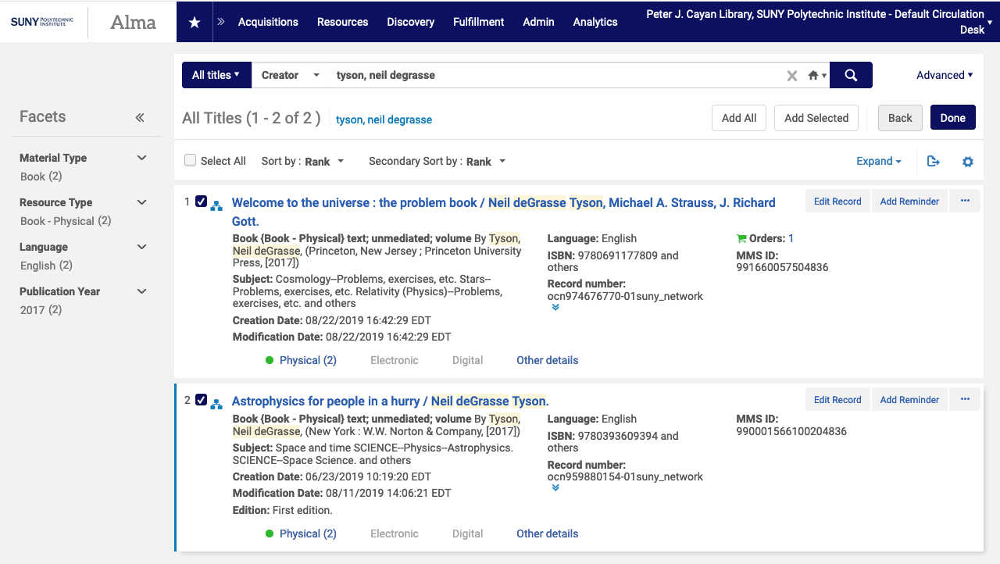 SUNY POLYTECHNIC INSTITUTE
Alma
Acquisitions Resources Discovery Fulfillment Admin Analytics
Peter J. Cayan Library, SUNY Polytechnic Institute - Default Circulation
Desk
All titles Creator tyson, neil degrasse Advanced
Facets
Material Type
Book (2)
Resource Type
Book - Physical (2)
Language
English (2)
Publication Year
2017 (2)
All Titles (1 - 2 of 2 ) tyson, neil degrasse Add All Add Selected Back Done
Select All Sort by : Rank Secondary Sort by : Rank Expand
1 Welcome to the universe : the problem book / Neil deGrasse Tyson, Michael A. Strauss, J. Richard
Gott.
Edit Record Add Reminder ...
Book {Book - Physical} text; unmediated; volume By Tyson,
Neil deGrasse, (Princeton, New Jersey ; Princeton University
Press, [2017])
Subject: Cosmology--Problems, exercises, etc. Stars--
Problems, exercises, etc. Relativity (Physics)--Problems,
exercises, etc. and others
Creation Date: 08/22/2019 16:42:29 EDT
Modification Date: 08/22/2019 16:42:29 EDT
Language: English
ISBN: 9780691177809 and
others
Record number:
ocn974676770-01suny_network
Orders: 1
MMS ID:
991660057504836
Physical (2) Electronic Digital Other details
2 Astrophysics for people in a hurry / Neil deGrasse Tyson.
Edit Record Add Reminder ...
Book {Book - Physical} text; unmediated; volume By Tyson,
Neil deGrasse, (New York : W.W. Norton & Company, [2017])
Subject: Space and time SCIENCE--Physics--Astrophysics.
SCIENCE--Space Science. and others
Creation Date: 06/23/2019 10:19:20 EDT
Modification Date: 08/11/2019 14:06:21 EDT
Edition: First edition.
Language: English
ISBN: 9780393609394 and
others
Record number:
ocn959880154-01suny_network
MMS ID:
990001566100204836
Physical (2) Electronic Digital Other details